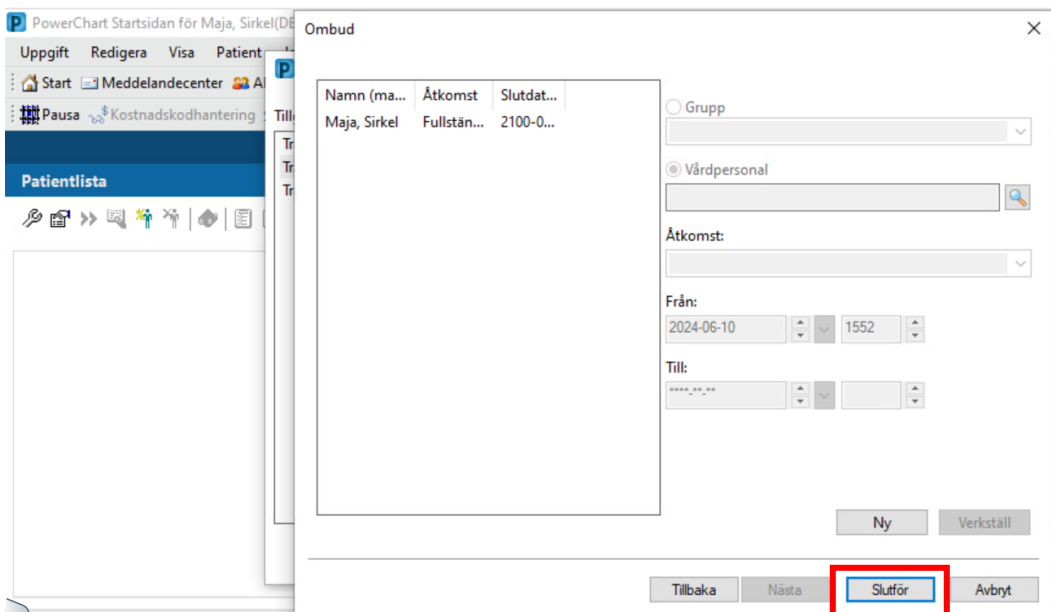 PowerChart Startsidan för Maja, Sirkel(DE
Uppgift Redigera Visa Patient
Start Meddelandecenter
Pausa Kostnadskodhantering
Patientlista
Till
Tr
Tr
Tr
Ombud
Namn (ma... Åtkomst Slutdat...
Maja, Sirkel Fullstän... 2100-0...
Grupp
Vårdpersonal
Åtkomst:
Från:
2024-06-10 1552
Till:
****-**-**
Ny Verkställ
Tillbaka Nästa Slutför Avbryt